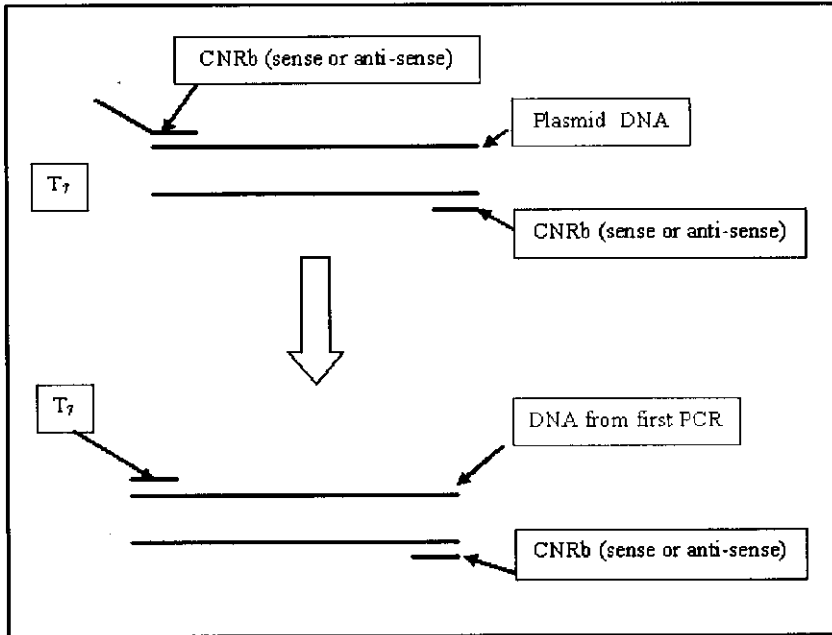 CNRb (sense or anti-sense)
Plasmid DNA
T7
CNRb (sense or anti-sense)
T7
DNA from first PCR
CNRb (sense or anti-sense)